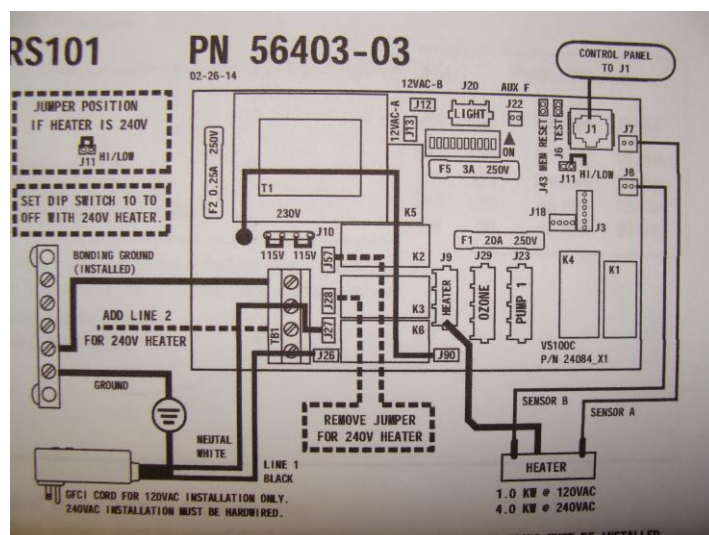 RS101
PN 56403-03
02-26-14
CONTROL PANEL
TO J1
JUMPER POSITION
IF HEATER IS 240V
J11 HI/LOW
SET DIP SWITCH 10 TO
OFF WITH 240V HEATER.
12VAC-B
J20
AUX F
12VAC-A
J12
J13
LIGHT
J22
ON
J43 MEM RESET
J6 TEST
J1
J7
J11 HI/LOW
J8
F2 0.25A 250V
T1
230V
F5 3A 250V
K5
J18
J3
BONDING GROUND
(INSTALLED)
J10
115V 115V
J57
K2
F1 20A 250V
J9
J29
J23
K4
K1
HEATER
OZONE
PUMP 1
ADD LINE 2
FOR 240V HEATER
TB1
J28
K3
J27
K6
J26
J90
VS100C
P/N 24084_X1
GROUND
SENSOR B
SENSOR A
REMOVE JUMPER
FOR 240V HEATER
NEUTAL
WHITE
LINE 1
BLACK
HEATER
1.0 KW @ 120VAC
4.0 KW @ 240VAC
GFCI CORD FOR 120VAC INSTALLATION ONLY.
240VAC INSTALLATION MUST BE HARDWIRED.
MUST BE INSTALLED